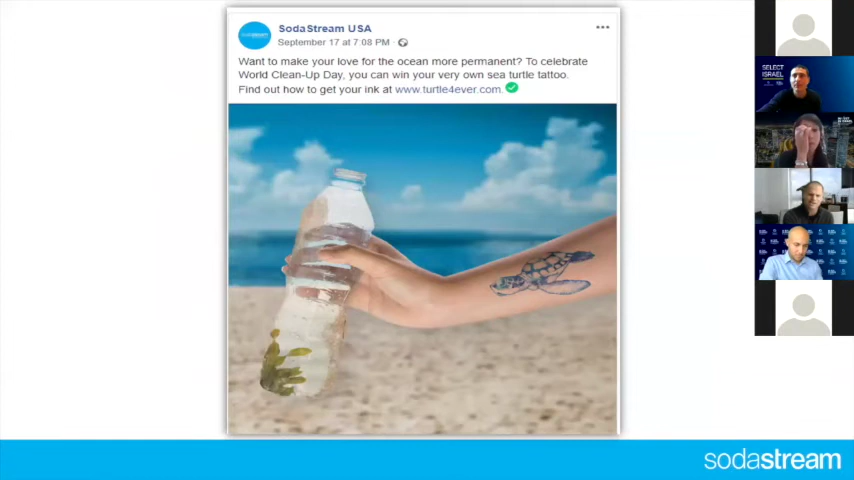 SodaStream USA
September 17 at 7:08 PM
Want to make your love for the ocean more permanent? To celebrate
World Clean-Up Day, you can win your very own sea turtle tattoo.
Find out how to get your ink at www.turtle4ever.com.
SELECT
ISRAEL
sodastream